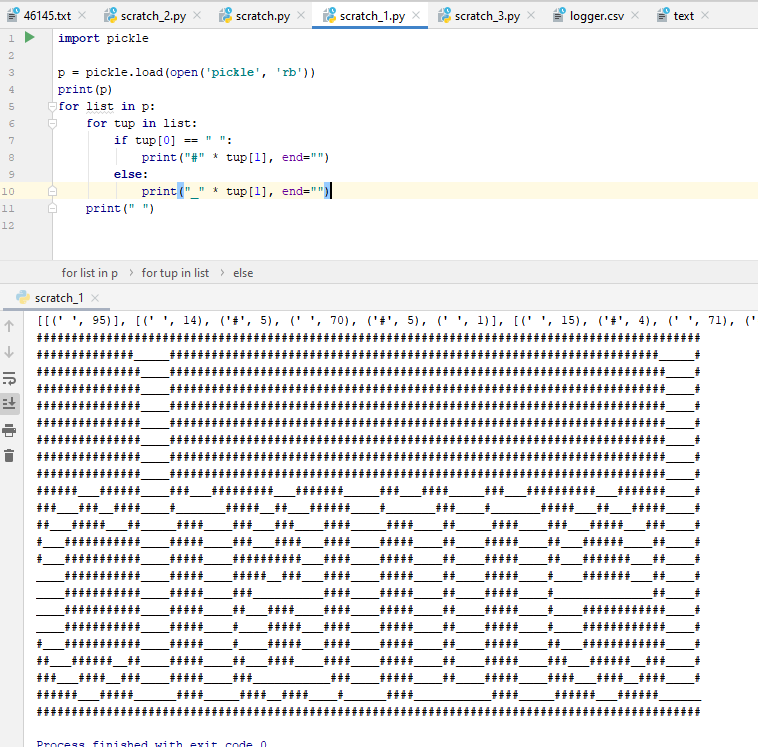 46145.txt scratch_2.py scratch.py scratch_1.py scratch_3.py logger.csv text
1 import pickle
2
3 p = pickle.load(open('pickle', 'rb'))
4 print(p)
5 for list in p:
6     for tup in list:
7         if tup[0] == " ":
8             print("#" * tup[1], end="")
9         else:
10             print("_" * tup[1], end="")
11     print(" ")
12
for list in p › for tup in list › else
scratch_1
[[(' ', 95)], [(' ', 14), ('#', 5), (' ', 70), ('#', 5), (' ', 1)], [(' ', 15), ('#', 4), (' ', 71), ('
Process finished with exit code 0